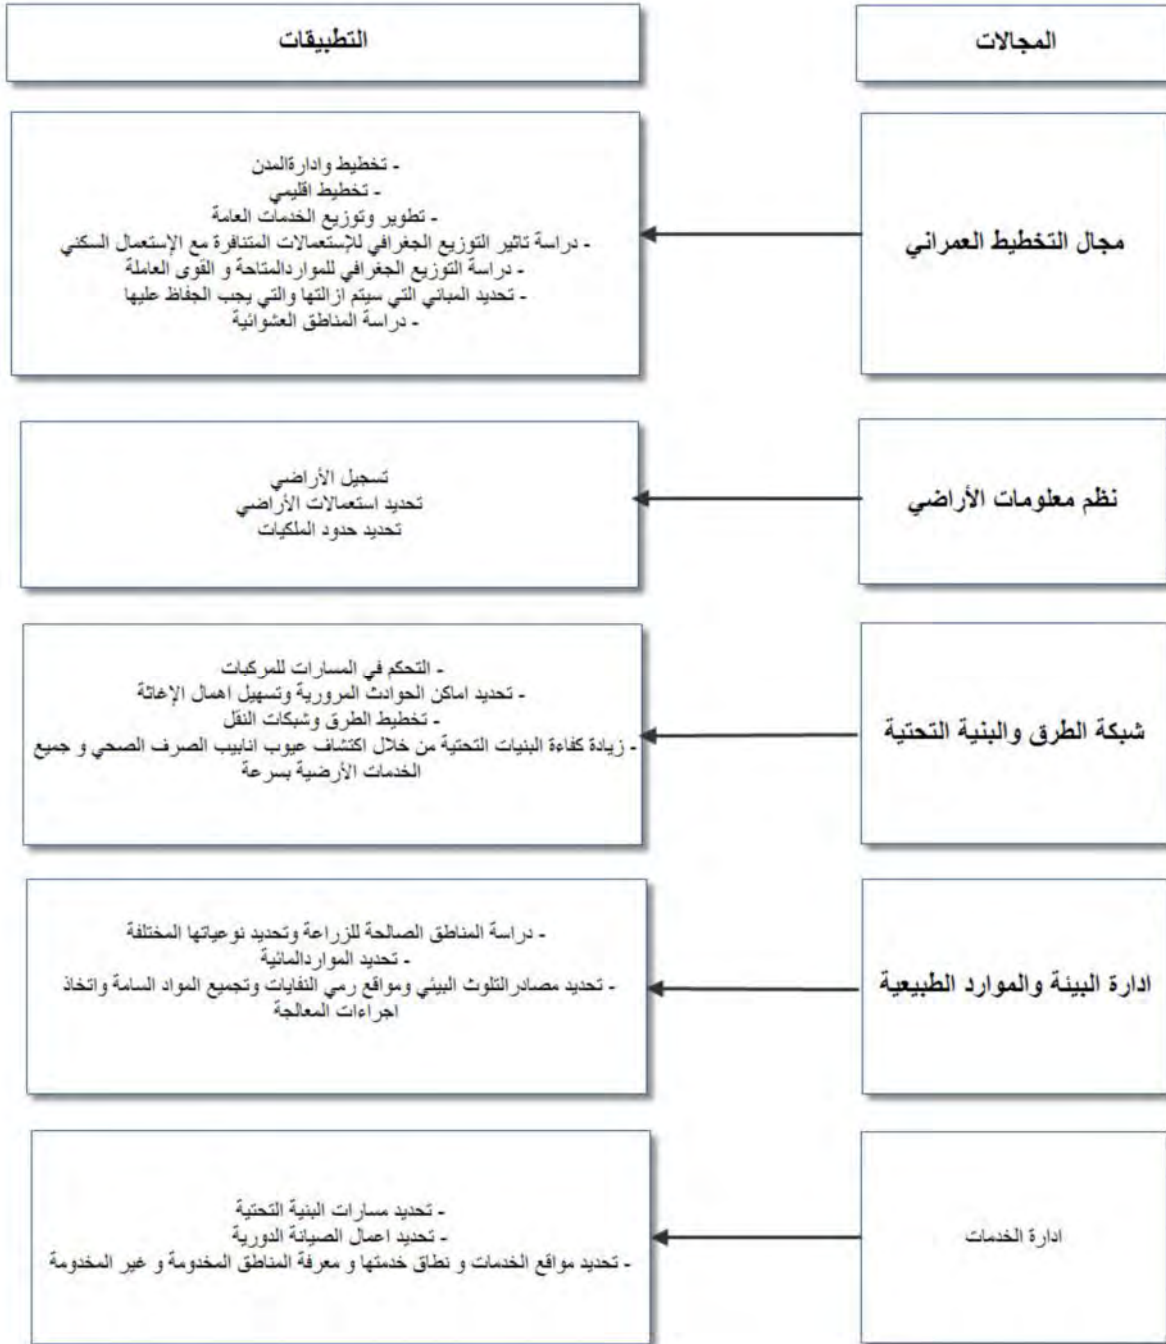 المجالات
التطبيقات
مجال التخطيط العمراني
- تخطيط وادارةالمدن
- تخطيط اقليمي
- تطوير وتوزيع الخدمات العامة
- دراسة تاثير التوزيع الجغرافي للإستعمالات المتنافرة مع الإستعمال السكني
- دراسة التوزيع الجغرافي للمواردالمتاحة و القوى العاملة
- تحديد المباني التي سيتم ازالتها والتي يجب الجفاظ عليها
- دراسة المناطق العشوائية
نظم معلومات الأراضي
تسجيل الأراضي
تحديد استعمالات الأراضي
تحديد حدود الملكيات
شبكة الطرق والبنية التحتية
- التحكم في المسارات للمركبات
- تحديد اماكن الحوادث المرورية وتسهيل اهمال الإغاثة
- تخطيط الطرق وشبكات النقل
- زيادة كفاءة البنيات التحتية من خلال اكتشاف عيوب انابيب الصرف الصحي و جميع
الخدمات الأرضية بسرعة
ادارة البيئة والموارد الطبيعية
- دراسة المناطق الصالحة للزراعة وتحديد نوعياتها المختلفة
- تحديد المواردالمائية
- تحديد مصادر التلوث البيئي ومواقع رمي النفايات وتجميع المواد السامة واتخاذ
اجراءات المعالجة
ادارة الخدمات
- تحديد مسارات البنية التحتية
- تحديد اعمال الصيانة الدورية
- تحديد مواقع الخدمات و نطاق خدمتها و معرفة المناطق المخدومة و غير المخدومة